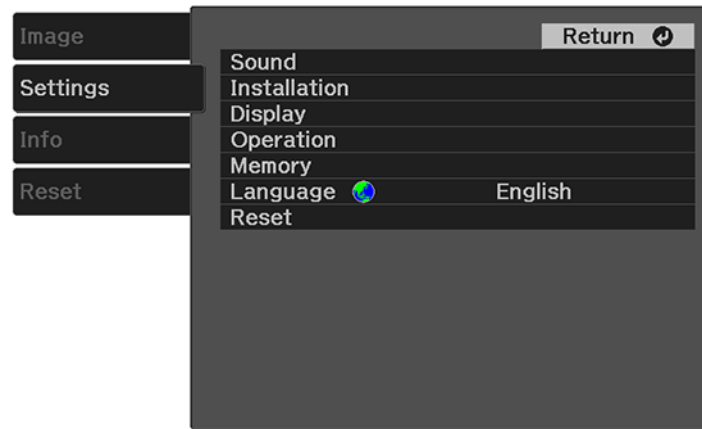 Image
Settings
Info
Reset
Return
Sound
Installation
Display
Operation
Memory
Language English
Reset